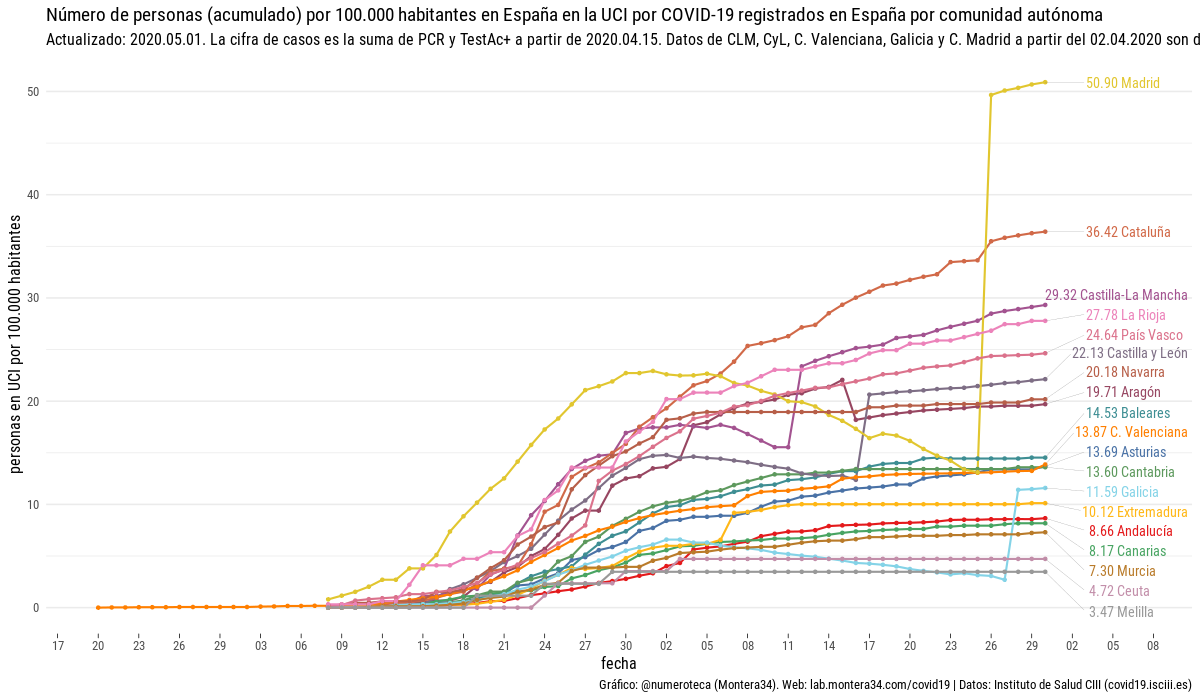 Número de personas (acumulado) por 100.000 habitantes en España en la UCI por COVID-19 registrados en España por comunidad autónoma
Actualizado: 2020.05.01. La cifra de casos es la suma de PCR y TestAc+ a partir de 2020.04.15. Datos de CLM, CyL, C. Valenciana, Galicia y C. Madrid a partir del 02.04.2020 son d
personas en UCI por 100.000 habitantes
50
40
30
20
10
0
50.90 Madrid
36.42 Cataluña
29.32 Castilla-La Mancha
27.78 La Rioja
24.64 País Vasco
22.13 Castilla y León
20.18 Navarra
19.71 Aragón
14.53 Baleares
13.87 C. Valenciana
13.69 Asturias
13.60 Cantabria
11.59 Galicia
10.12 Extremadura
8.66 Andalucía
8.17 Canarias
7.30 Murcia
4.72 Ceuta
3.47 Melilla
17 20 23 26 29 03 06 09 12 15 18 21 24 27 30 02 05 08 11 14 17 20 23 26 29 02 05 08
fecha
Gráfico: @numeroteca (Montera34). Web: lab.montera34.com/covid19 | Datos: Instituto de Salud CIII (covid19.isciii.es)